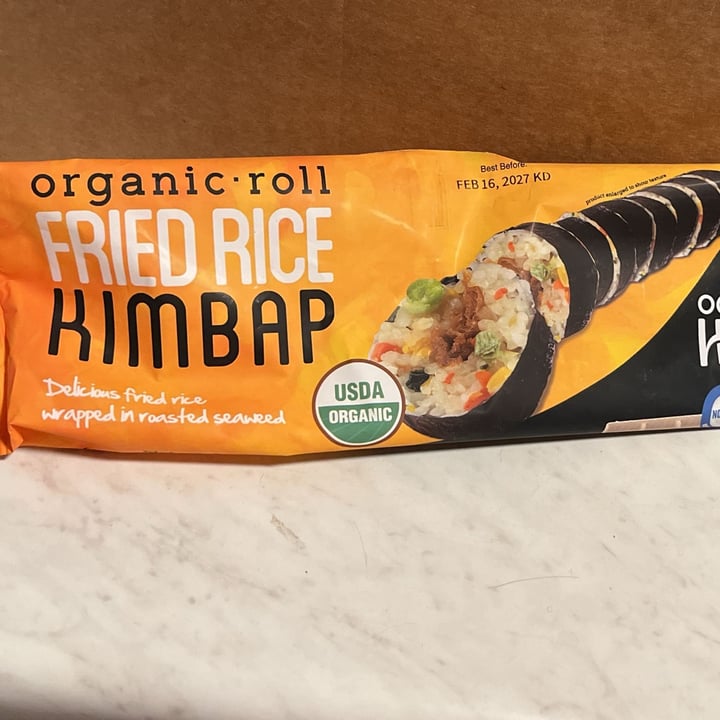 organic·roll
FRIED RICE
KIMBAP
Delicious fried rice
wrapped in roasted seaweed
USDA
ORGANIC
Best Before:
FEB 16, 2027 KD
product enlarged to show texture